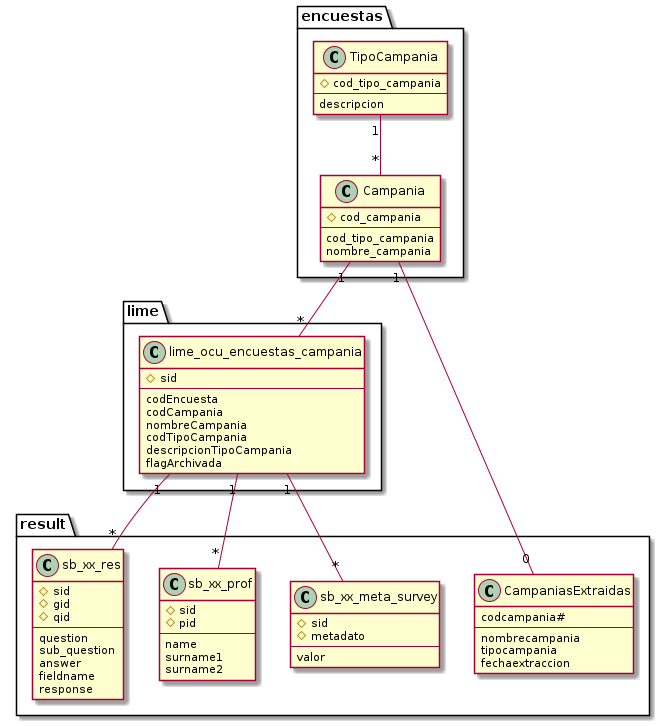 encuestas
C TipoCampania
cod_tipo_campania
descripcion
1
*
C Campania
cod_campania
cod_tipo_campania
nombre_campania
1 1
lime
*
C lime_ocu_encuestas_campania
sid
codEncuesta
codCampania
nombreCampania
codTipoCampania
descripcionTipoCampania
flagArchivada
1 1 1
result
* * * 0
C sb_xx_res
sid
gid
qid
question
sub_question
answer
fieldname
response
C sb_xx_prof
sid
pid
name
surname1
surname2
C sb_xx_meta_survey
sid
metadato
valor
C CampaniasExtraidas
codcampania#
nombrecampania
tipocampania
fechaextraccion